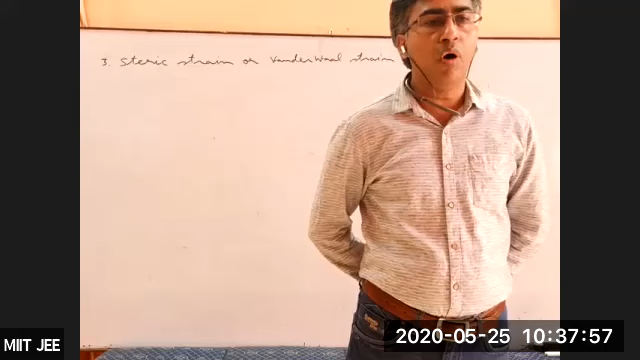 3. Steric strain or Vanderwaal strain
MIIT JEE
2020-05-25 10:37:57